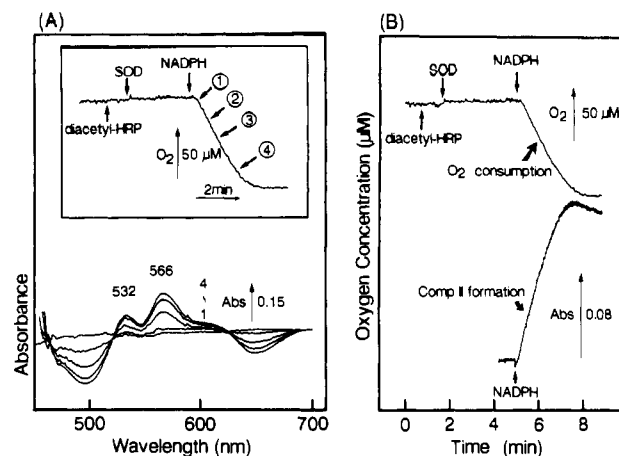 (A)
SOD
NADPH
①
②
③
④
diacetyl-HRP
O₂ 50 μM
2min
532
566
4
1
Abs 0.15
Absorbance
500
600
700
Wavelength (nm)
(B)
NADPH
SOD
O₂ 50 μM
diacetyl-HRP
O₂ consumption
Oxygen Concentration (μM)
Comp II formation
Abs 0.08
NADPH
0 2 4 6 8
Time (min)